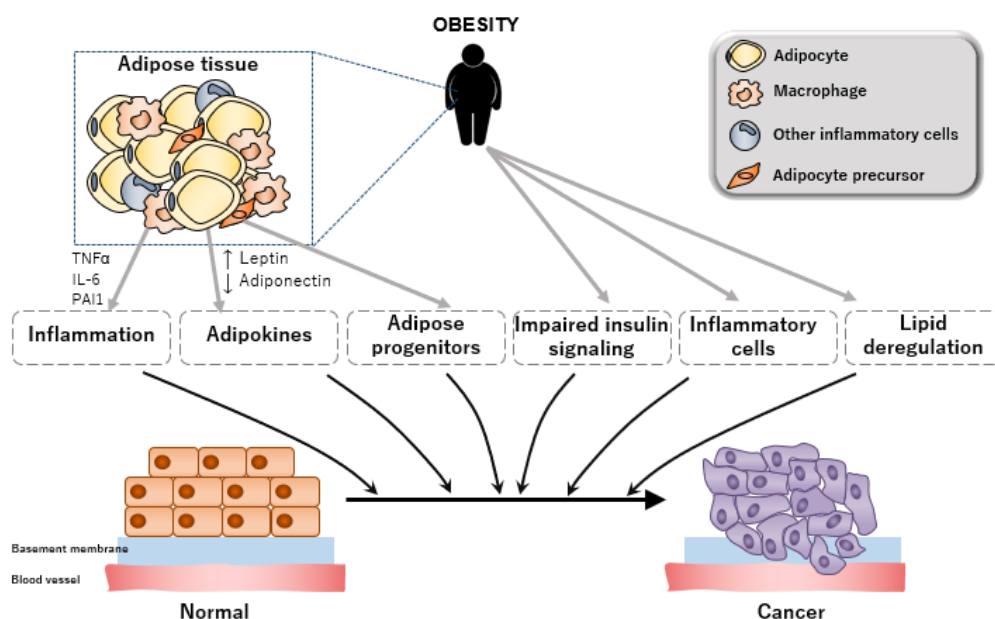 OBESITY
Adipose tissue
Adipocyte
Macrophage
Other inflammatory cells
Adipocyte precursor
TNFα
IL-6
PAI1
↑ Leptin
↓ Adiponectin
Inflammation
Adipokines
Adipose
progenitors
Impaired insulin
signaling
Inflammatory
cells
Lipid
deregulation
Basement membrane
Blood vessel
Normal
Cancer